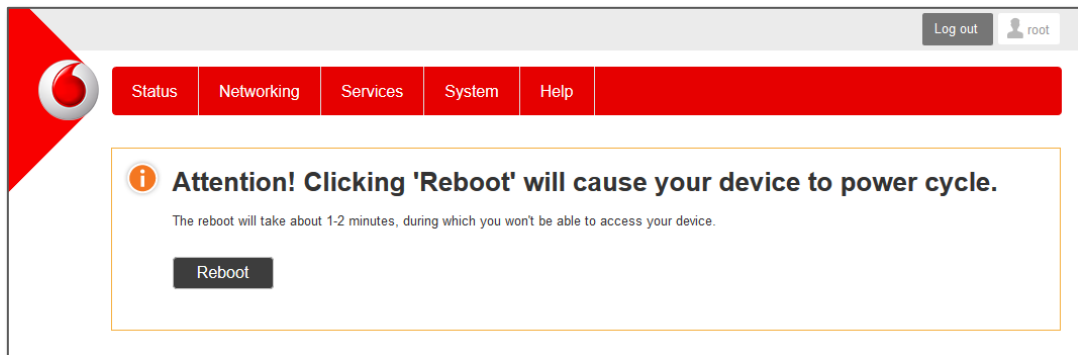 Log out
root
Status
Networking
Services
System
Help
Attention! Clicking 'Reboot' will cause your device to power cycle.
The reboot will take about 1-2 minutes, during which you won't be able to access your device.
Reboot